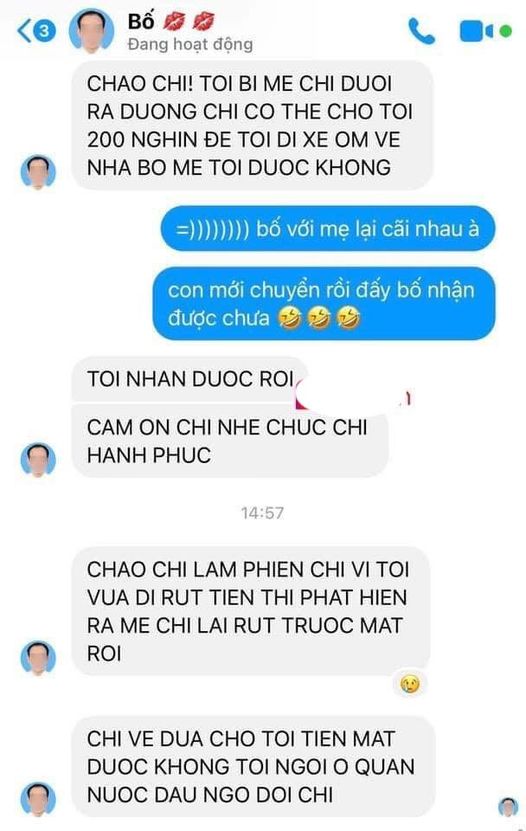 3
Bố 💋 💋
Đang hoạt động
CHAO CHI! TOI BI ME CHI DUOI
RA DUONG CHI CO THE CHO TOI
200 NGHIN ĐE TOI DI XE OM VE
NHA BO ME TOI DUOC KHONG
=)))))))) bố với mẹ lại cãi nhau à
con mới chuyển rồi đấy bố nhận
được chưa 🤣🤣🤣
TOI NHAN DUOC ROI
CAM ON CHI NHE CHUC CHI
HANH PHUC
14:57
CHAO CHI LAM PHIEN CHI VI TOI
VUA DI RUT TIEN THI PHAT HIEN
RA ME CHI LAI RUT TRUOC MAT
ROI
CHI VE DUA CHO TOI TIEN MAT
DUOC KHONG TOI NGOI O QUAN
NUOC DAU NGO DOI CHI